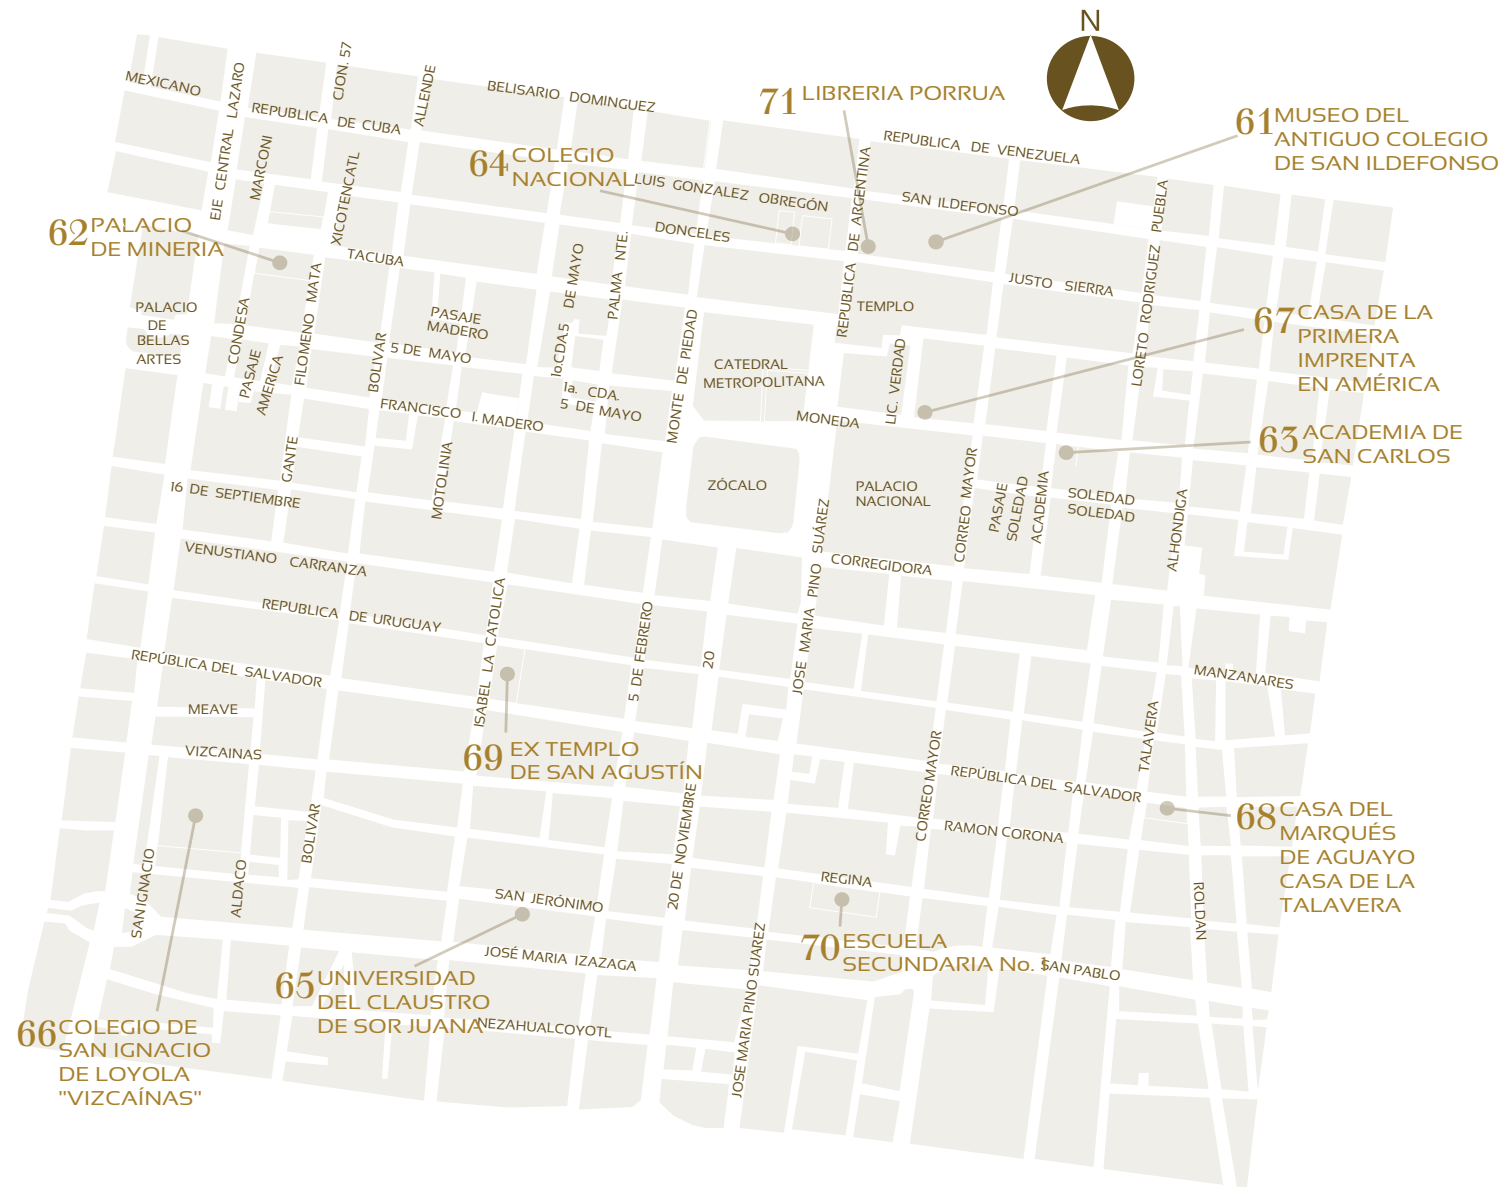 N
MEXICANO
EJE CENTRAL LAZARO
CJON. 57
ALLENDE
BELISARIO DOMINGUEZ
REPUBLICA DE CUBA
MARCONI
XICOTENCATL
71 LIBRERIA PORRUA
61 MUSEO DEL
ANTIGUO COLEGIO
DE SAN ILDEFONSO
REPUBLICA DE VENEZUELA
64 COLEGIO
NACIONAL
LUIS GONZALEZ OBREGÓN
REPUBLICA DE ARGENTINA
SAN ILDEFONSO
LORETO RODRIGUEZ PUEBLA
62 PALACIO
DE MINERIA
DONCELES
TACUBA
JUSTO SIERRA
PALACIO
DE
BELLAS
ARTES
CONDESA
PASAJE
AMERICA
FILOMENO MATA
BOLIVAR
PASAJE
MADERO
5 DE MAYO
1o.CDA.5 DE MAYO
PALMA NTE.
1a. CDA.
5 DE MAYO
MONTE DE PIEDAD
TEMPLO
CATEDRAL
METROPOLITANA
LIC. VERDAD
67 CASA DE LA
PRIMERA
IMPRENTA
EN AMÉRICA
FRANCISCO I. MADERO
MONEDA
63 ACADEMIA DE
SAN CARLOS
GANTE
MOTOLINIA
ZÓCALO
PALACIO
NACIONAL
CORREO MAYOR
PASAJE
SOLEDAD
ACADEMIA
SOLEDAD
SOLEDAD
ALHONDIGA
16 DE SEPTIEMBRE
VENUSTIANO CARRANZA
CORREGIDORA
JOSE MARIA PINO SUÁREZ
REPUBLICA DE URUGUAY
ISABEL LA CATOLICA
5 DE FEBRERO
20
REPÚBLICA DEL SALVADOR
MANZANARES
MEAVE
VIZCAINAS
69 EX TEMPLO
DE SAN AGUSTÍN
TALAVERA
CORREO MAYOR
REPÚBLICA DEL SALVADOR
68 CASA DEL
MARQUÉS
DE AGUAYO
CASA DE LA
TALAVERA
BOLIVAR
20 DE NOVIEMBRE
RAMON CORONA
SAN IGNACIO
ALDACO
SAN JERÓNIMO
REGINA
ROLDAN
70 ESCUELA
SECUNDARIA No. 1
SAN PABLO
JOSÉ MARIA IZAZAGA
JOSE MARIA PINO SUAREZ
65 UNIVERSIDAD
DEL CLAUSTRO
DE SOR JUANA
NEZAHUALCOYOTL
66 COLEGIO DE
SAN IGNACIO
DE LOYOLA
"VIZCAÍNAS"